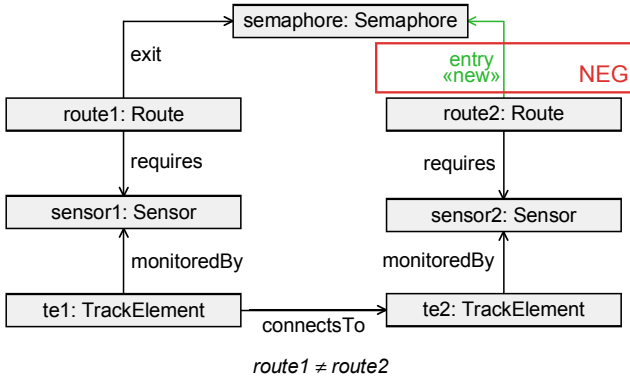 semaphore: Semaphore
exit
entry
«new»
NEG
route1: Route
route2: Route
requires
requires
sensor1: Sensor
sensor2: Sensor
monitoredBy
monitoredBy
te1: TrackElement
te2: TrackElement
connectsTo
route1 ≠ route2